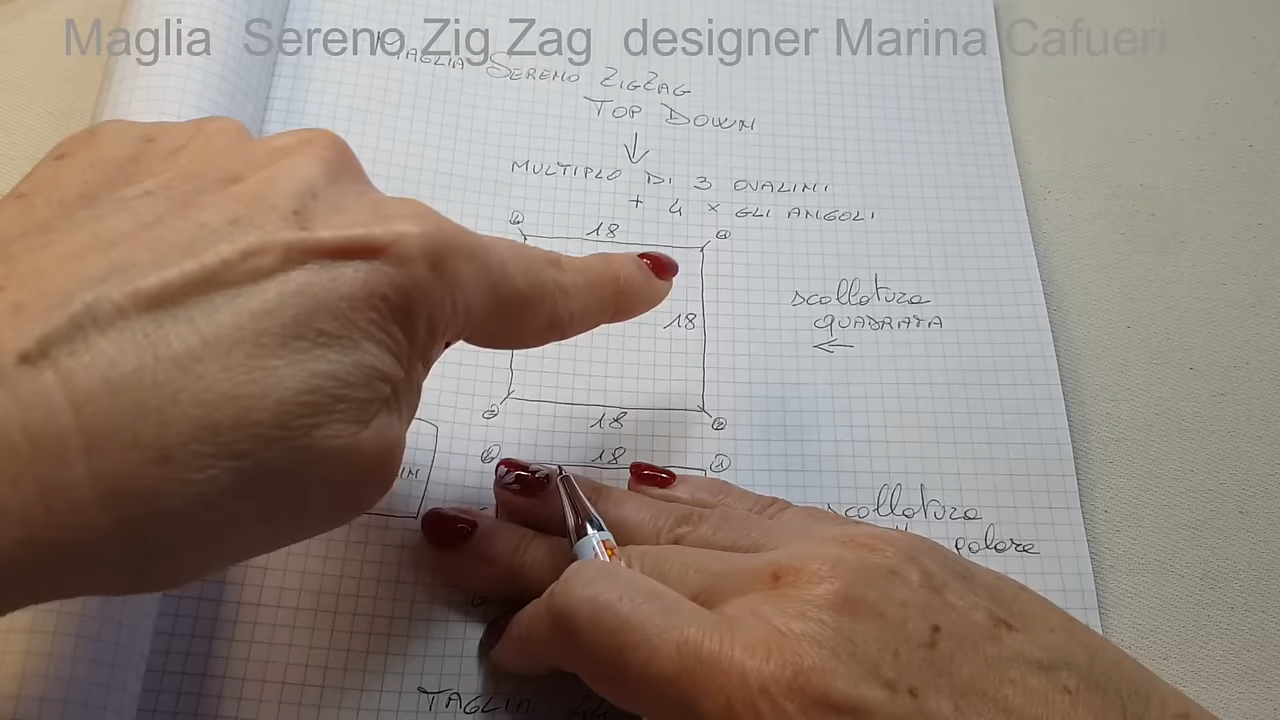 Maglia Sereno Zig Zag designer Marina Cafueri
MAGLIA SERENO ZIGZAG
TOP DOWN
MULTIPLO DI 3 OVALINI
+ 4 x GLI ANGOLI
18
18
scollatura
QUADRATA
18
18
scollatura
TAGLIA 44